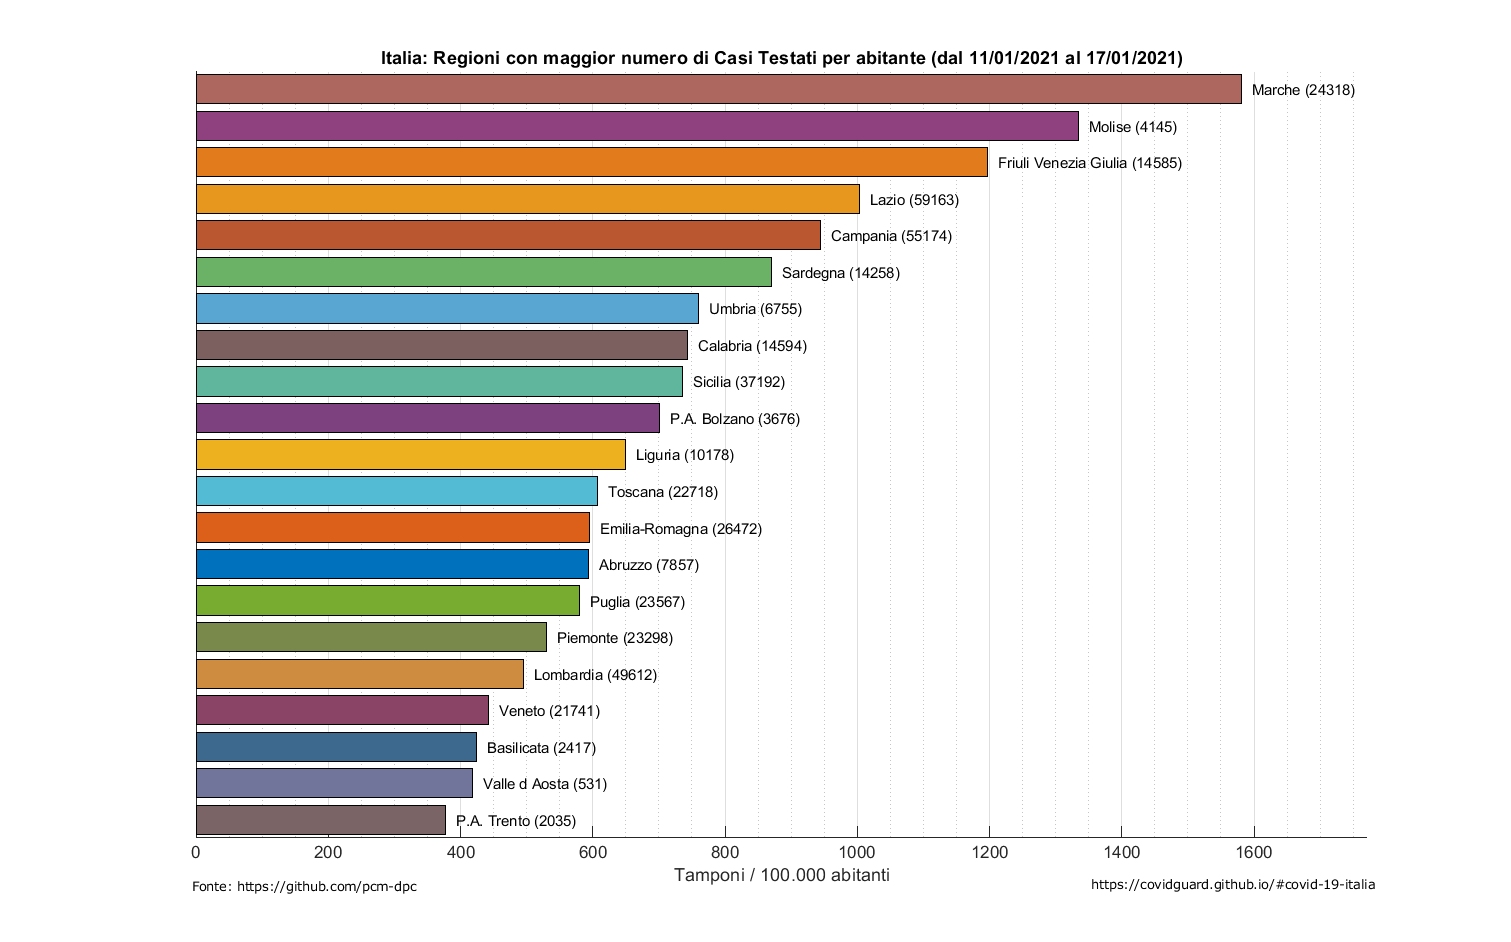 Italia: Regioni con maggior numero di Casi Testati per abitante (dal 11/01/2021 al 17/01/2021)
Marche (24318)
Molise (4145)
Friuli Venezia Giulia (14585)
Lazio (59163)
Campania (55174)
Sardegna (14258)
Umbria (6755)
Calabria (14594)
Sicilia (37192)
P.A. Bolzano (3676)
Liguria (10178)
Toscana (22718)
Emilia-Romagna (26472)
Abruzzo (7857)
Puglia (23567)
Piemonte (23298)
Lombardia (49612)
Veneto (21741)
Basilicata (2417)
Valle d Aosta (531)
P.A. Trento (2035)
0 200 400 600 800 1000 1200 1400 1600
Tamponi / 100.000 abitanti
Fonte: https://github.com/pcm-dpc
https://covidguard.github.io/#covid-19-italia